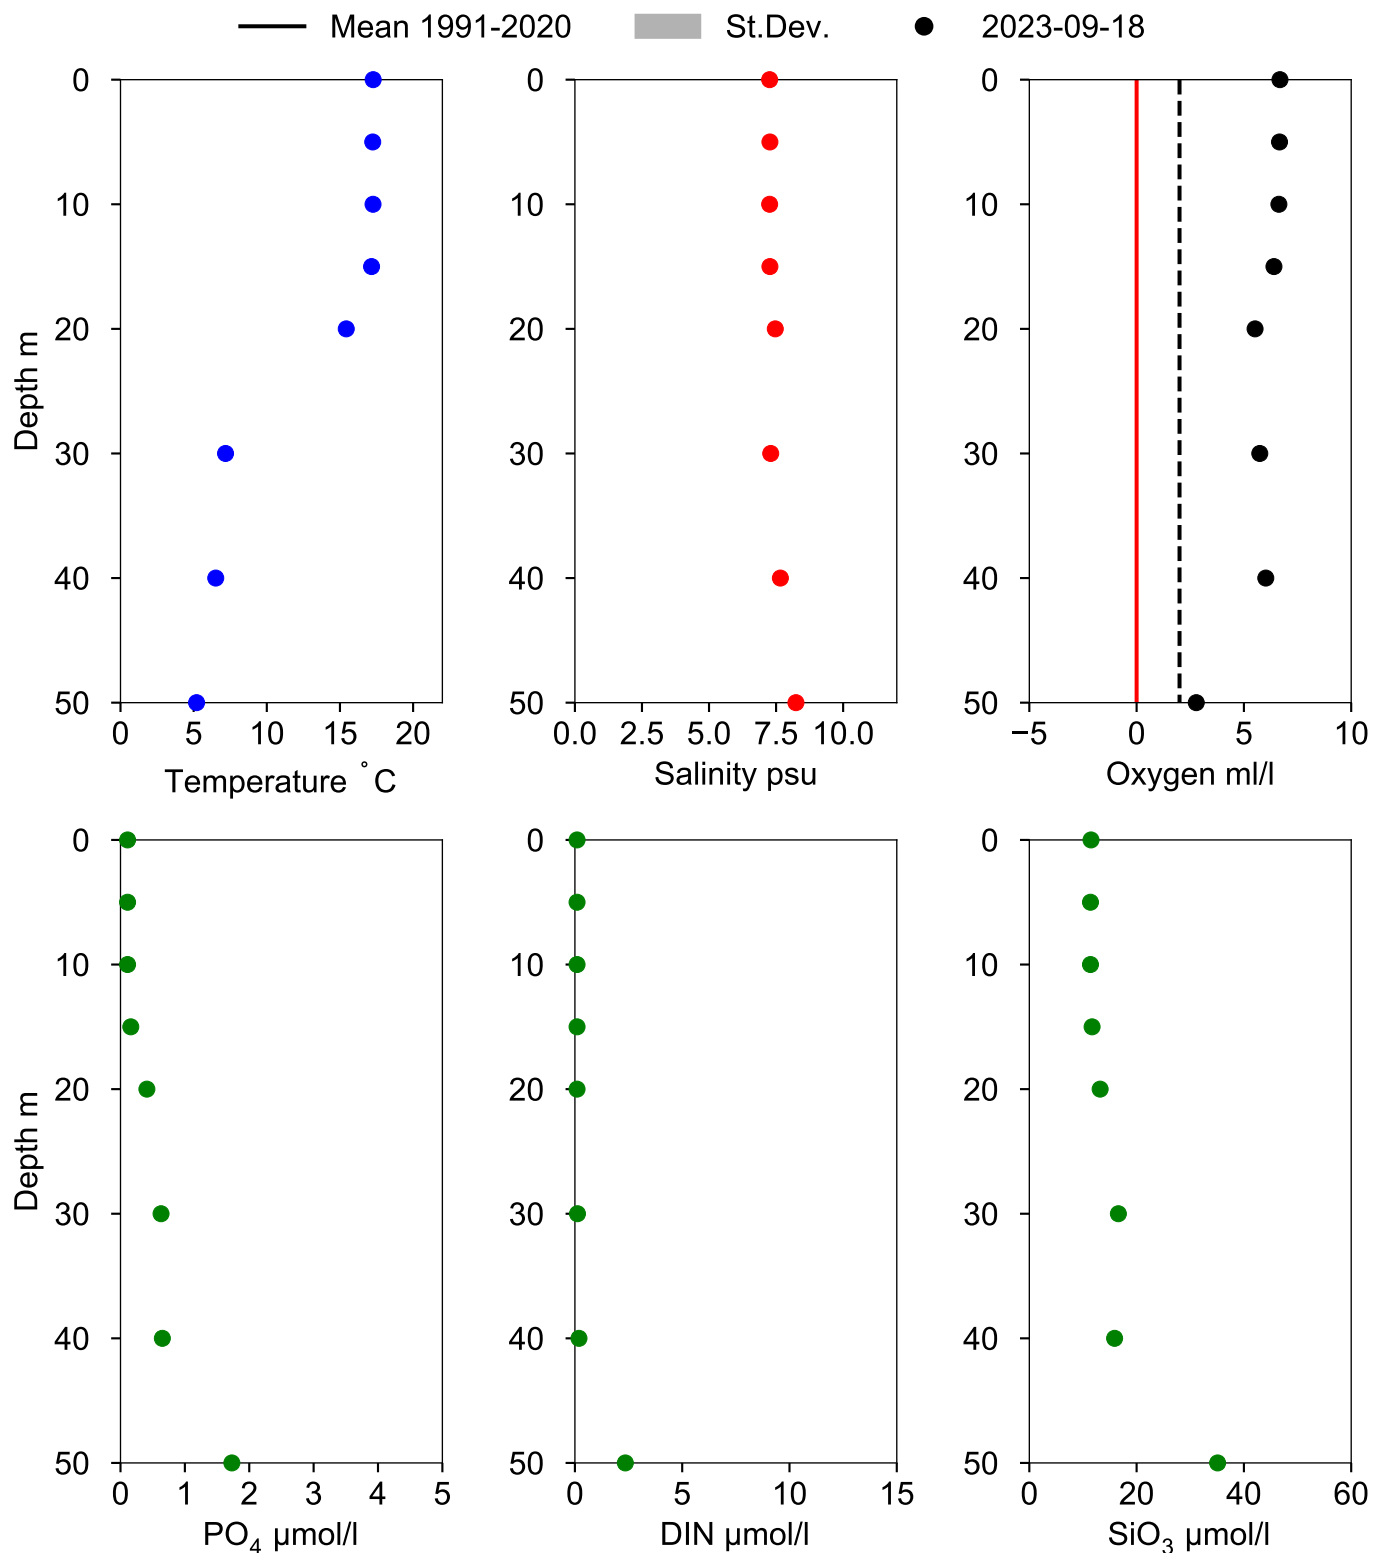 Mean 1991-2020 St.Dev. 2023-09-18
0 0 0
10 10 10
20 20 20
30 30 30
40 40 40
50 50 50
Depth m
0 5 10 15 20 0.0 2.5 5.0 7.5 10.0 −5 0 5 10
Temperature °C Salinity psu Oxygen ml/l
0 0 0
10 10 10
20 20 20
30 30 30
40 40 40
50 50 50
Depth m
0 1 2 3 4 5 0 5 10 15 0 20 40 60
PO₄ µmol/l DIN µmol/l SiO₃ µmol/l